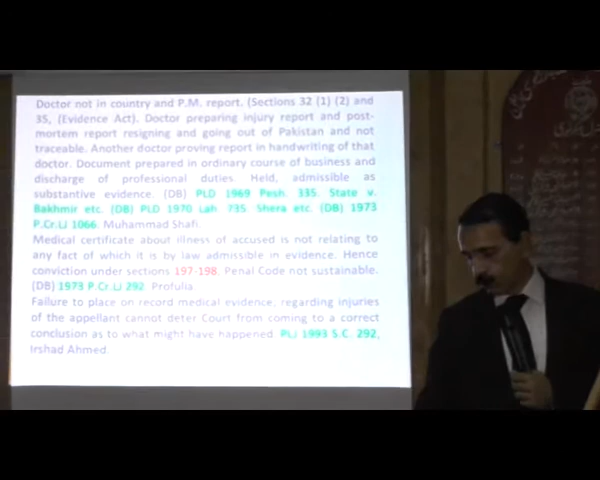 Doctor not in country and P.M. report. (Sections 32 (1) (2) and
35, (Evidence Act). Doctor preparing injury report and post-
mortem report resigning and going out of Pakistan and not
traceable. Another doctor proving report in handwriting of that
doctor. Document prepared in ordinary course of business and
discharge of professional duties. Held, admissible as
substantive evidence. (DB) PLD 1969 Pesh. 335. State v.
Bakhmir etc. (DB) PLD 1970 Lah. 735. Shera etc. (DB) 1973
P.Cr.LJ 1066. Muhammad Shafi
Medical certificate about illness of accused is not relating to
any fact of which it is by law admissible in evidence. Hence
conviction under sections 197-198. Penal Code not sustainable.
(DB) 1973 P.Cr.LJ 292. Profulla.
Failure to place on record medical evidence, regarding injuries
of the appellant cannot deter Court from coming to a correct
conclusion as to what might have happened. PLJ 1993 S.C. 292,
Irshad Ahmed.